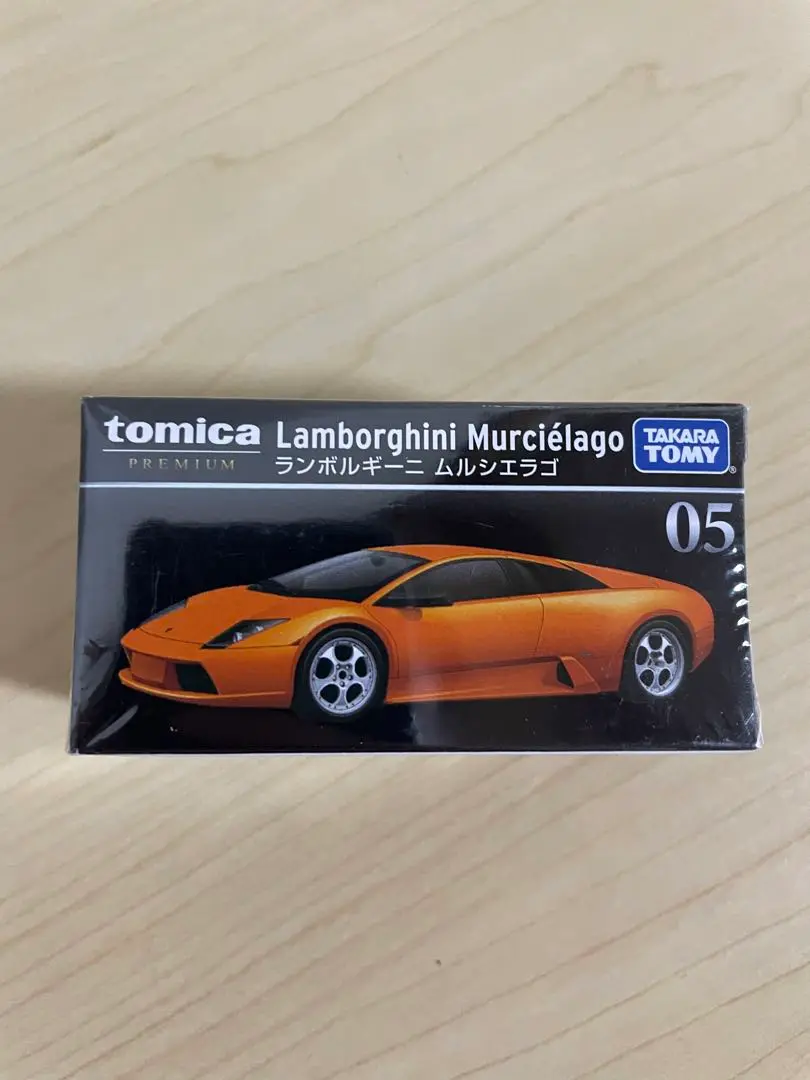 tomica
PREMIUM
Lamborghini Murciélago
ランボルギーニ ムルシエラゴ
TAKARA
TOMY®
05